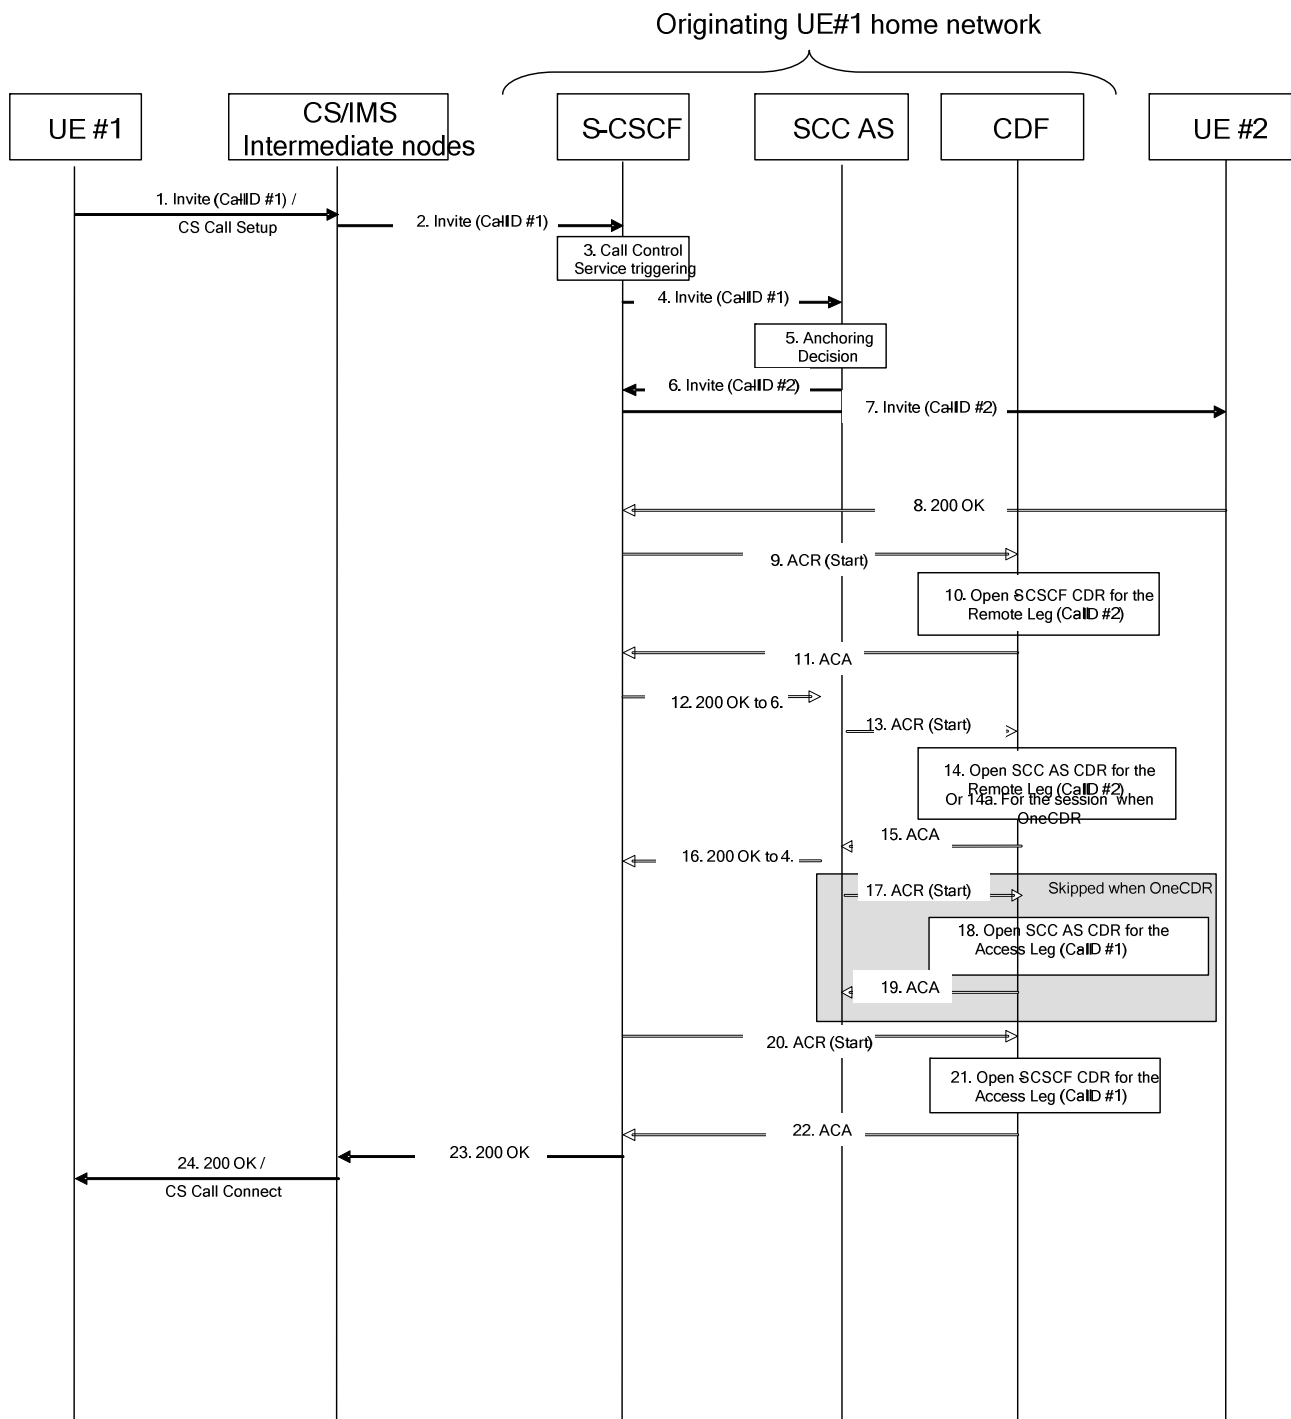 Originating UE#1 home network
UE #1
CS/IMS
Intermediate nodes
S-CSCF
SCC AS
CDF
UE #2
1. Invite (CallID #1) /
CS Call Setup
2. Invite (CallID #1)
3. Call Control
Service triggering
4. Invite (CallID #1)
5. Anchoring
Decision
6. Invite (CallID #2)
7. Invite (CallID #2)
8. 200 OK
9. ACR (Start)
10. Open SCSCF CDR for the
Remote Leg (CallID #2)
11. ACA
12. 200 OK to 6.
13. ACR (Start)
14. Open SCC AS CDR for the
Remote Leg (CallID #2)
Or 14a. For the session when
OneCDR
15. ACA
16. 200 OK to 4.
17. ACR (Start)
Skipped when OneCDR
18. Open SCC AS CDR for the
Access Leg (CallID #1)
19. ACA
20. ACR (Start)
21. Open SCSCF CDR for the
Access Leg (CallID #1)
22. ACA
23. 200 OK
24. 200 OK /
CS Call Connect